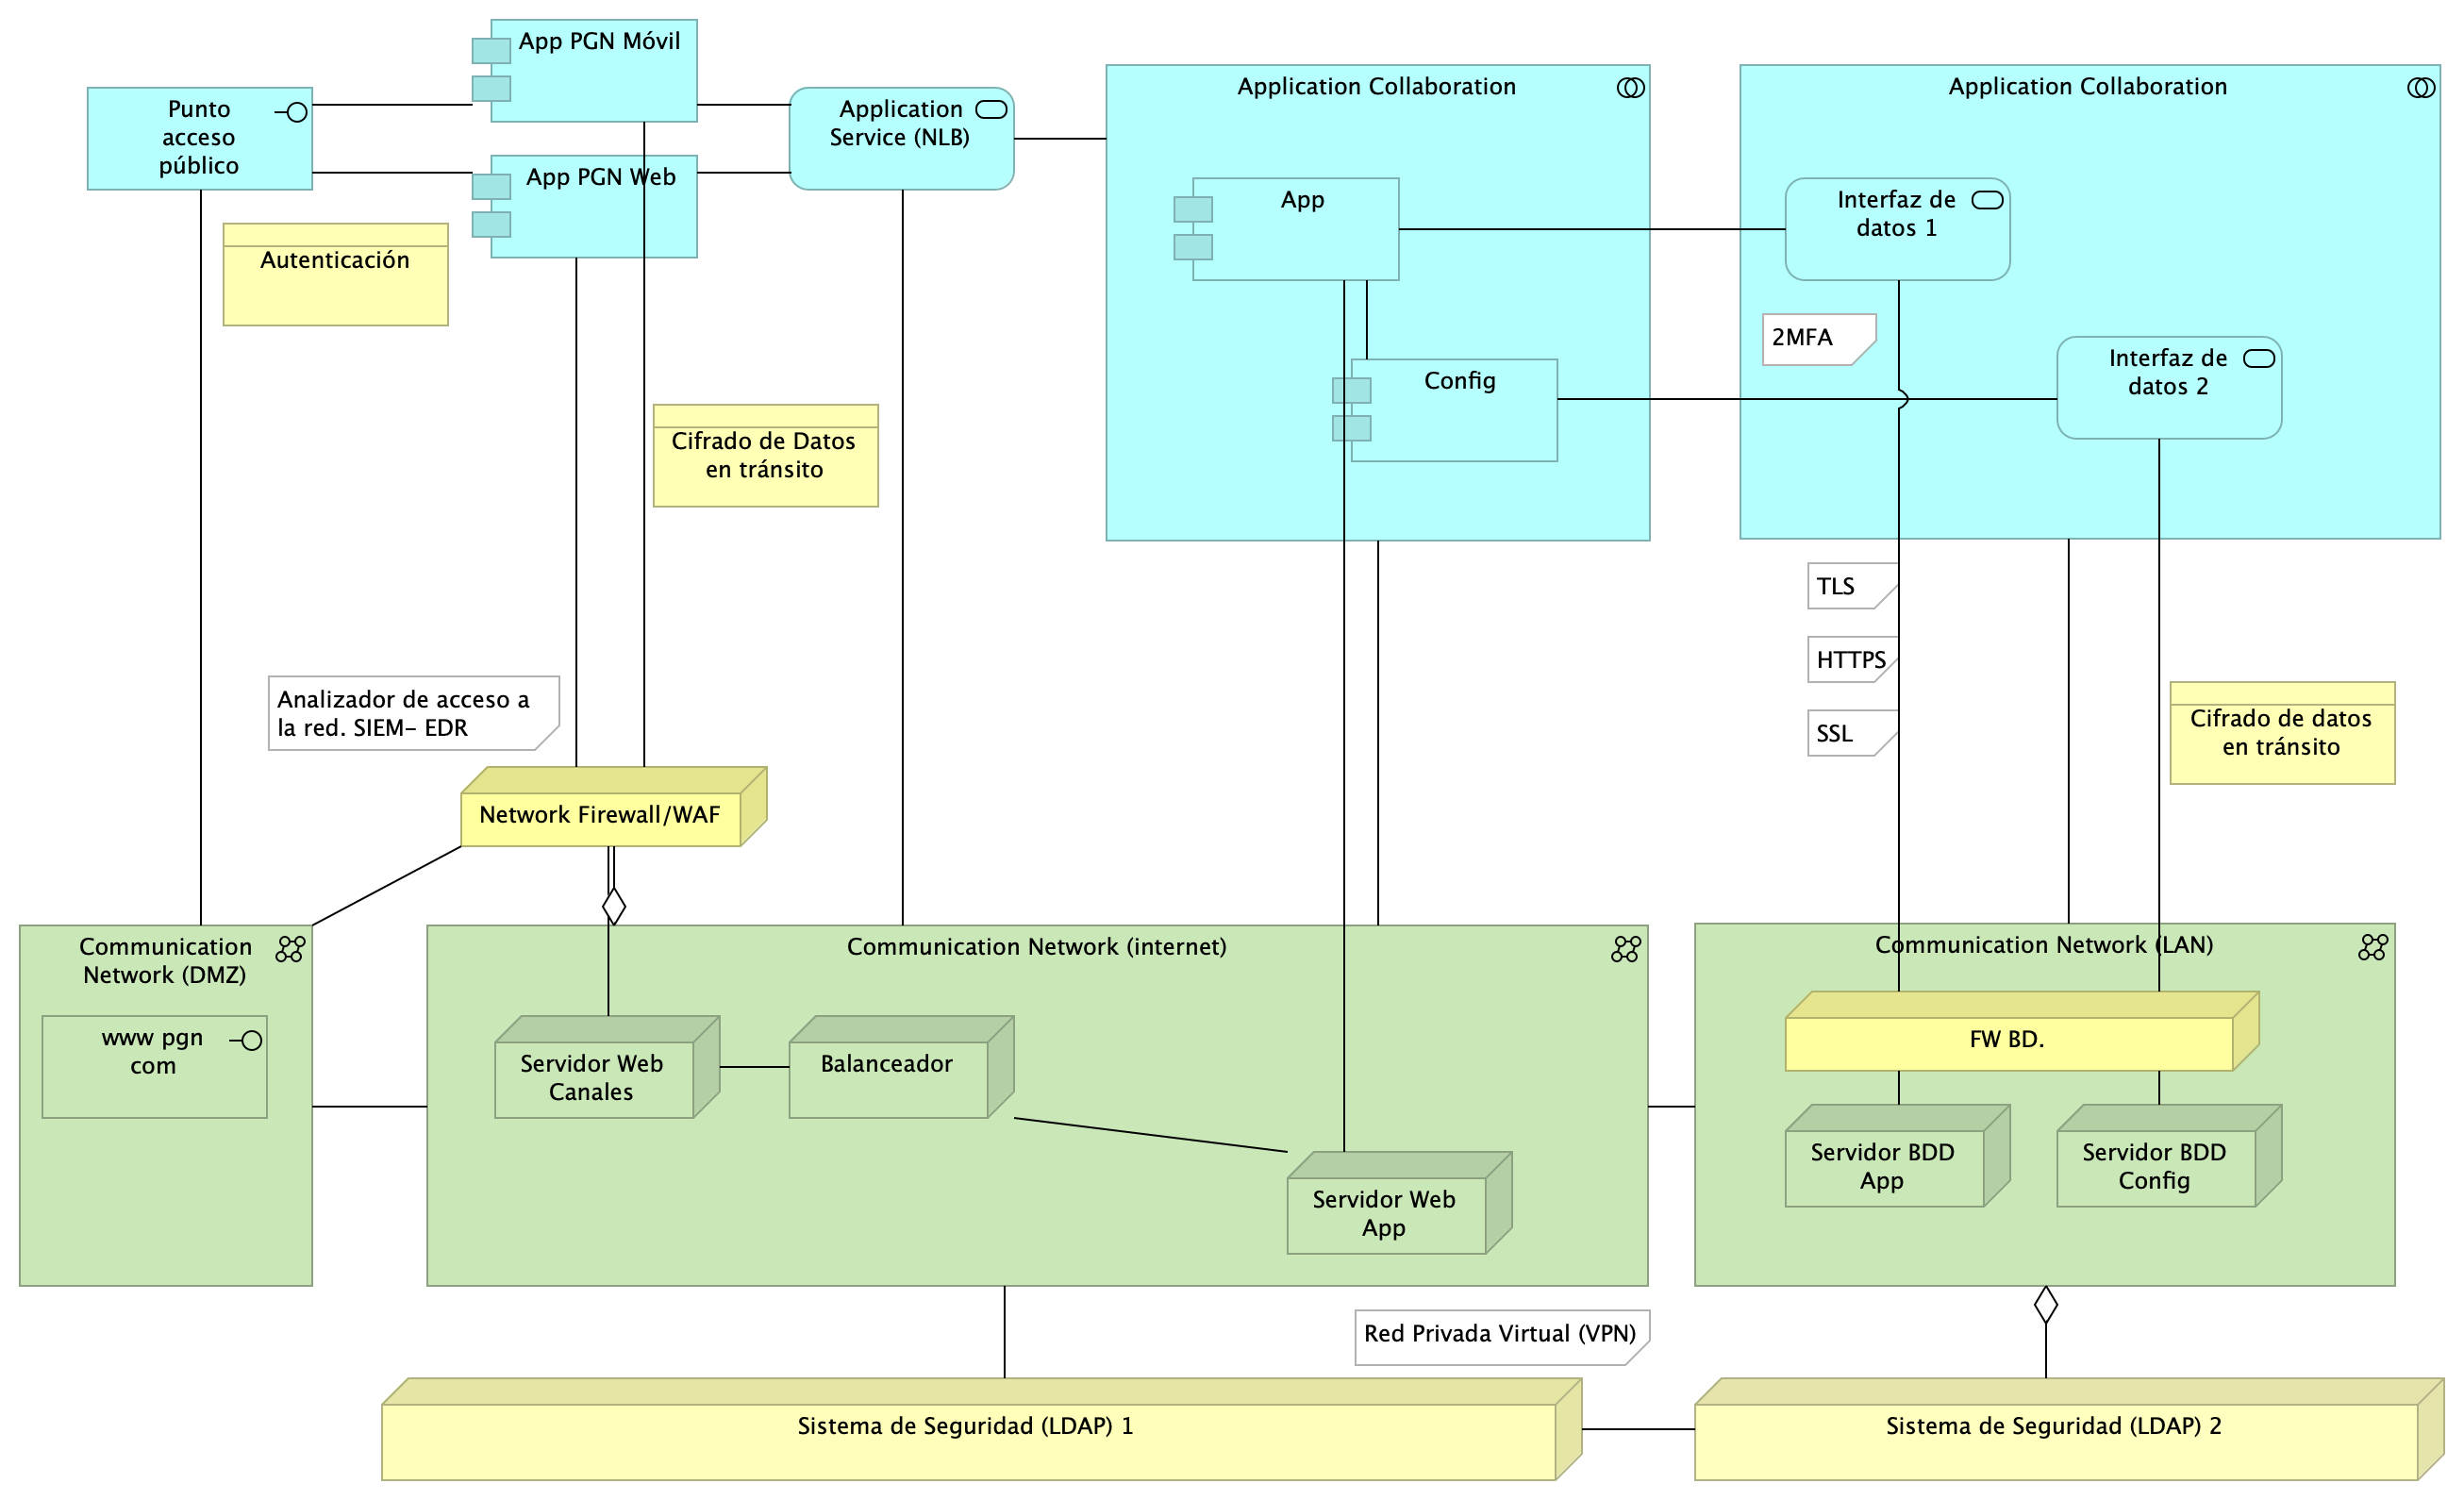 App PGN Móvil
Punto
acceso
público
Application
Service (NLB)
Application Collaboration
Application Collaboration
App PGN Web
App
Interfaz de
datos 1
Autenticación
2MFA
Config
Interfaz de
datos 2
Cifrado de Datos
en tránsito
TLS
HTTPS
SSL
Analizador de acceso a
la red. SIEM- EDR
Cifrado de datos
en tránsito
Network Firewall/WAF
Communication
Network (DMZ)
Communication Network (internet)
Communication Network (LAN)
www pgn
com
Servidor Web
Canales
Balanceador
FW BD.
Servidor Web
App
Servidor BDD
App
Servidor BDD
Config
Red Privada Virtual (VPN)
Sistema de Seguridad (LDAP) 1
Sistema de Seguridad (LDAP) 2